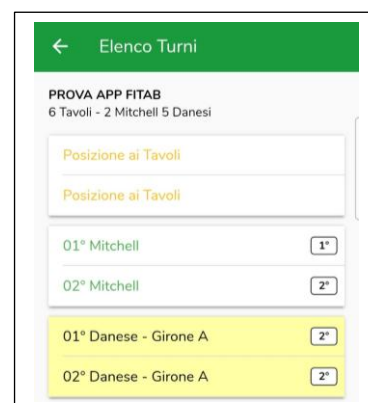 Elenco Turni
PROVA APP FITAB
6 Tavoli - 2 Mitchell 5 Danesi
Posizione ai Tavoli
Posizione ai Tavoli
01° Mitchell 1°
02° Mitchell 2°
01° Danese - Girone A 2°
02° Danese - Girone A 2°